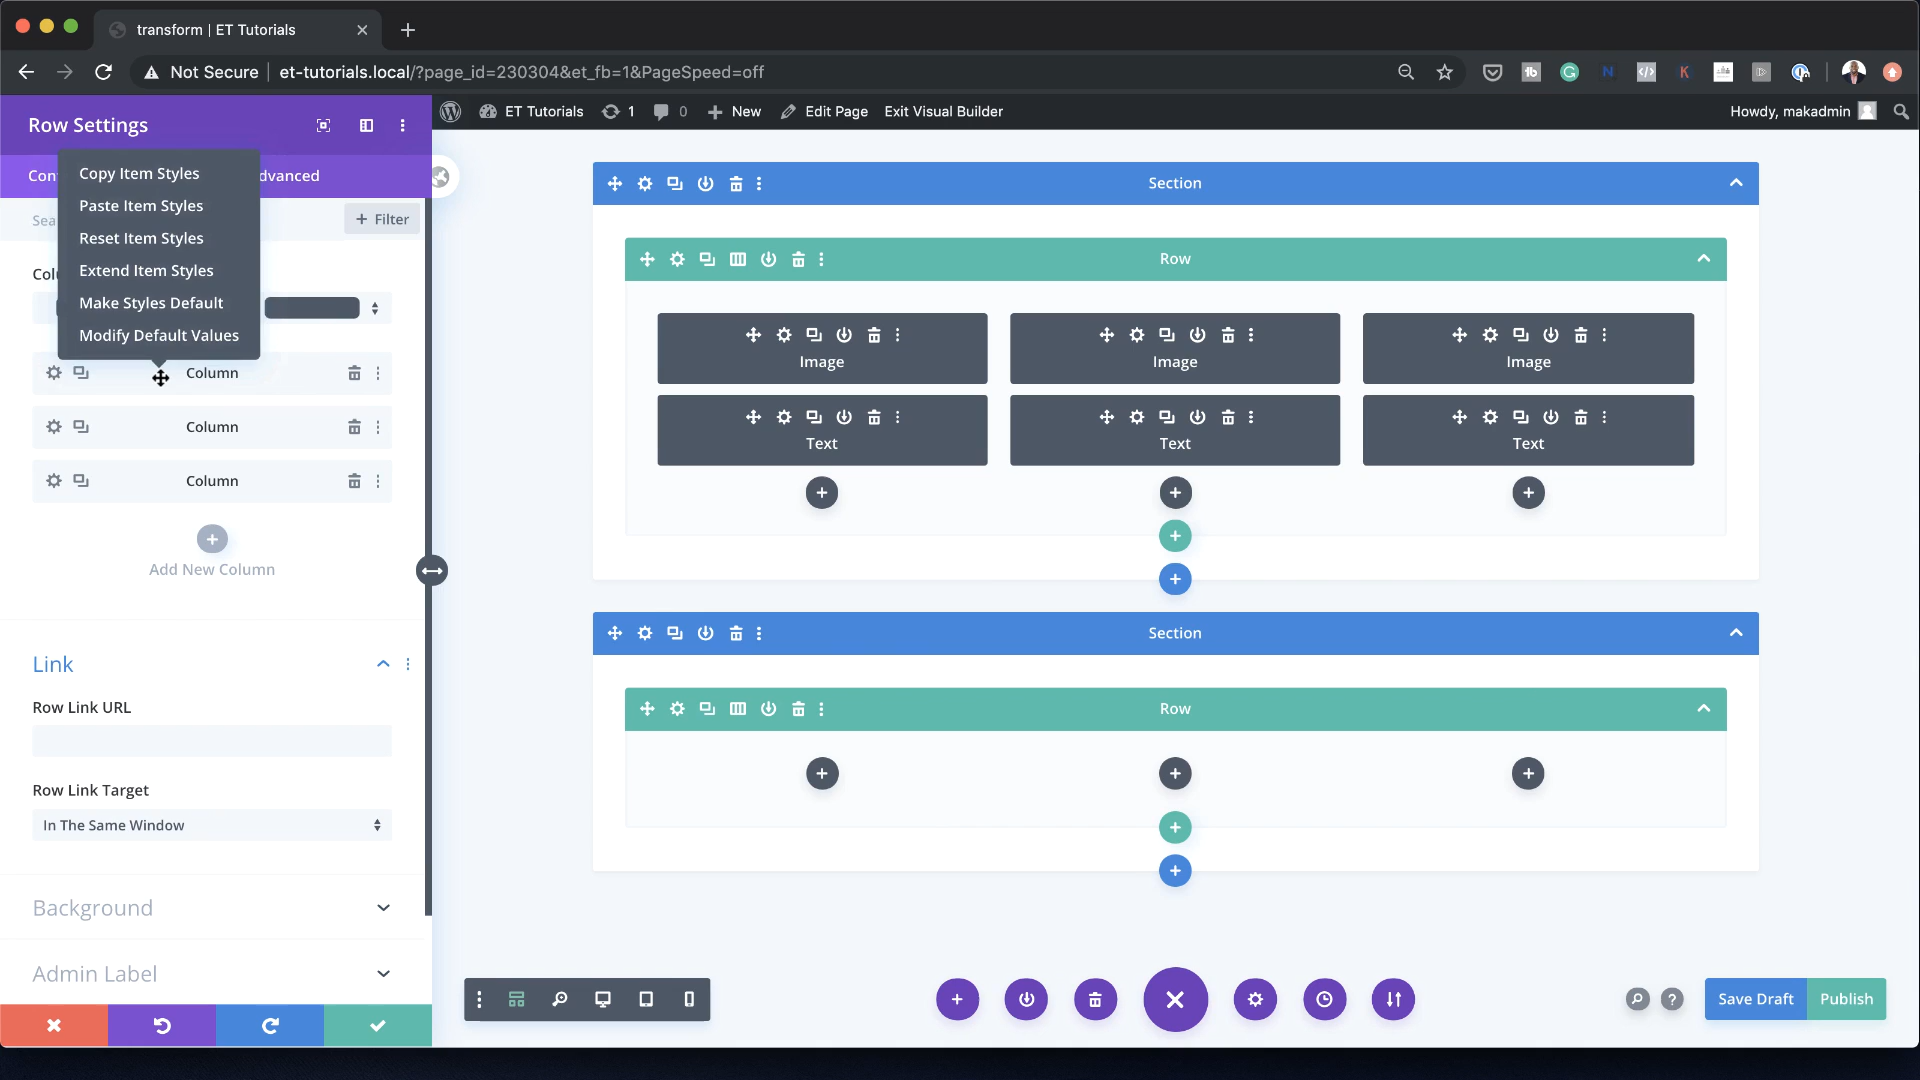 transform | ET Tutorials
Not Secure
et-tutorials.local/?page_id=230304&et_fb=1&PageSpeed=off
ET Tutorials
1
0
New
Edit Page
Exit Visual Builder
Howdy, makadmin
Row Settings
Con
dvanced
Sea
Filter
Copy Item Styles
Paste Item Styles
Reset Item Styles
Extend Item Styles
Make Styles Default
Modify Default Values
Colu
Column
Column
Column
Add New Column
Link
Row Link URL
Row Link Target
In The Same Window
Background
Admin Label
Section
Row
Image
Image
Image
Text
Text
Text
Section
Row
Save Draft
Publish